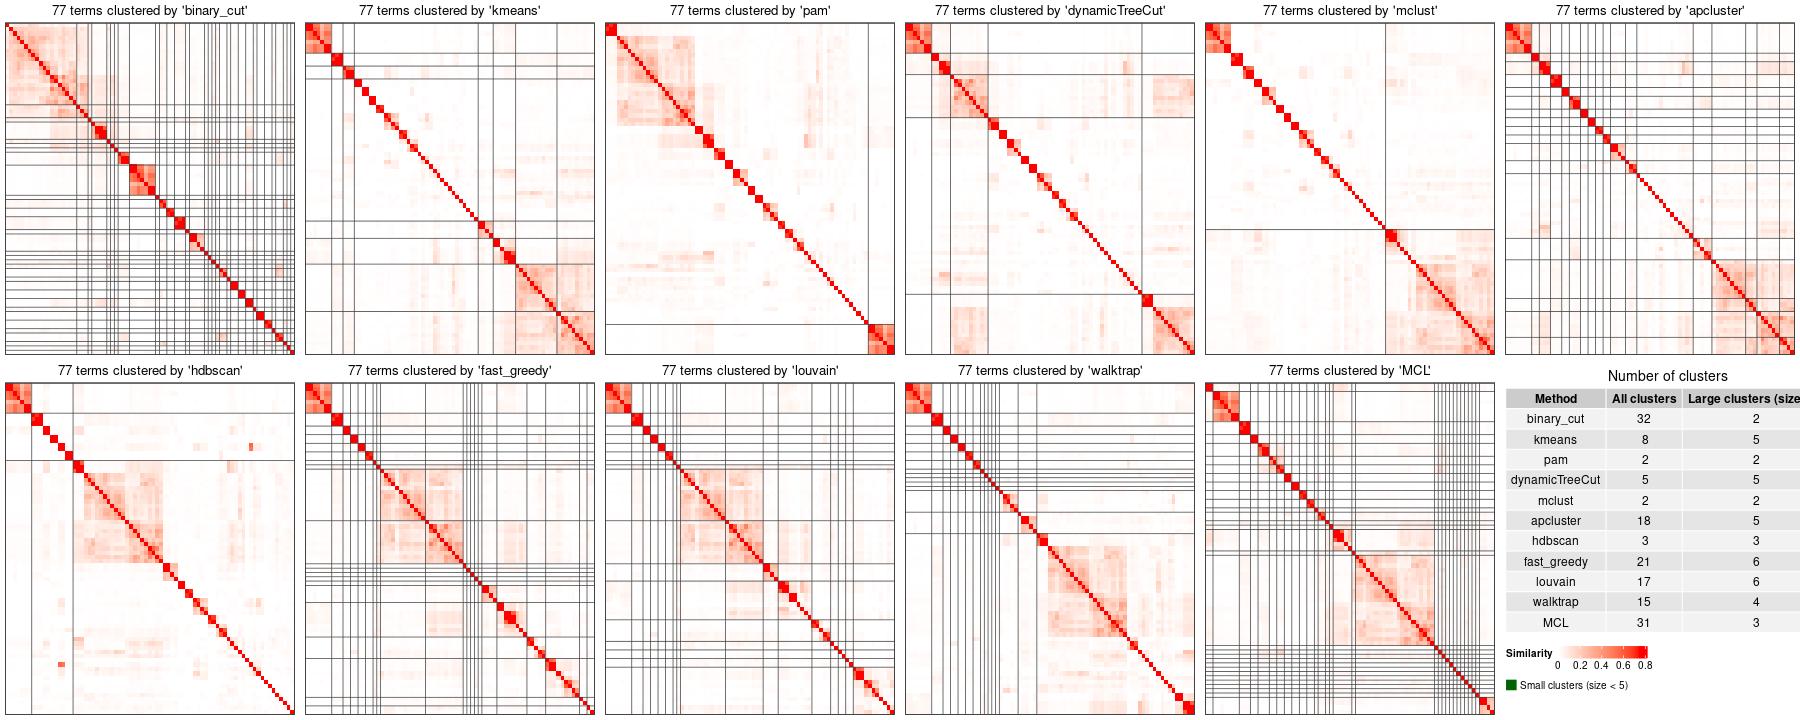 77 terms clustered by 'binary_cut'
77 terms clustered by 'kmeans'
77 terms clustered by 'pam'
77 terms clustered by 'dynamicTreeCut'
77 terms clustered by 'mclust'
77 terms clustered by 'apcluster'
77 terms clustered by 'hdbscan'
77 terms clustered by 'fast_greedy'
77 terms clustered by 'louvain'
77 terms clustered by 'walktrap'
77 terms clustered by 'MCL'
Number of clusters
Method All clusters Large clusters (size
binary_cut 32 2
kmeans 8 5
pam 2 2
dynamicTreeCut 5 5
mclust 2 2
apcluster 18 5
hdbscan 3 3
fast_greedy 21 6
louvain 17 6
walktrap 15 4
MCL 31 3
Similarity
0 0.2 0.4 0.6 0.8
Small clusters (size < 5)